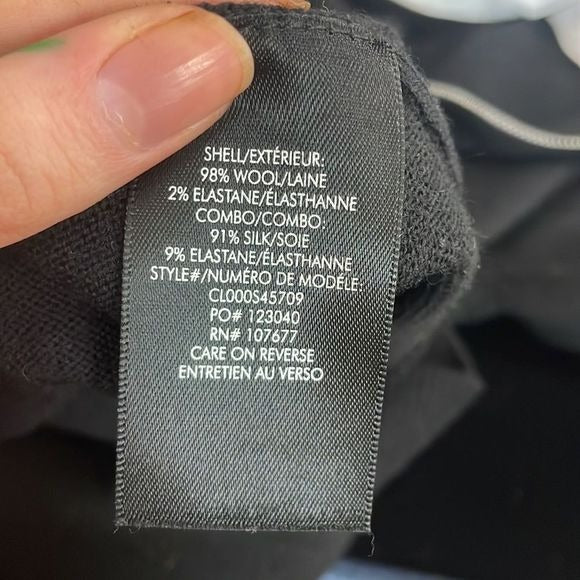 SHELL/EXTÉRIEUR:
98% WOOL/LAINE
2% ELASTANE/ÉLASTHANNE
COMBO/COMBO:
91% SILK/SOIE
9% ELASTANE/ÉLASTHANNE
STYLE#/NUMÉRO DE MODÈLE:
CL000S45709
PO# 123040
RN# 107677
CARE ON REVERSE
ENTRETIEN AU VERSO